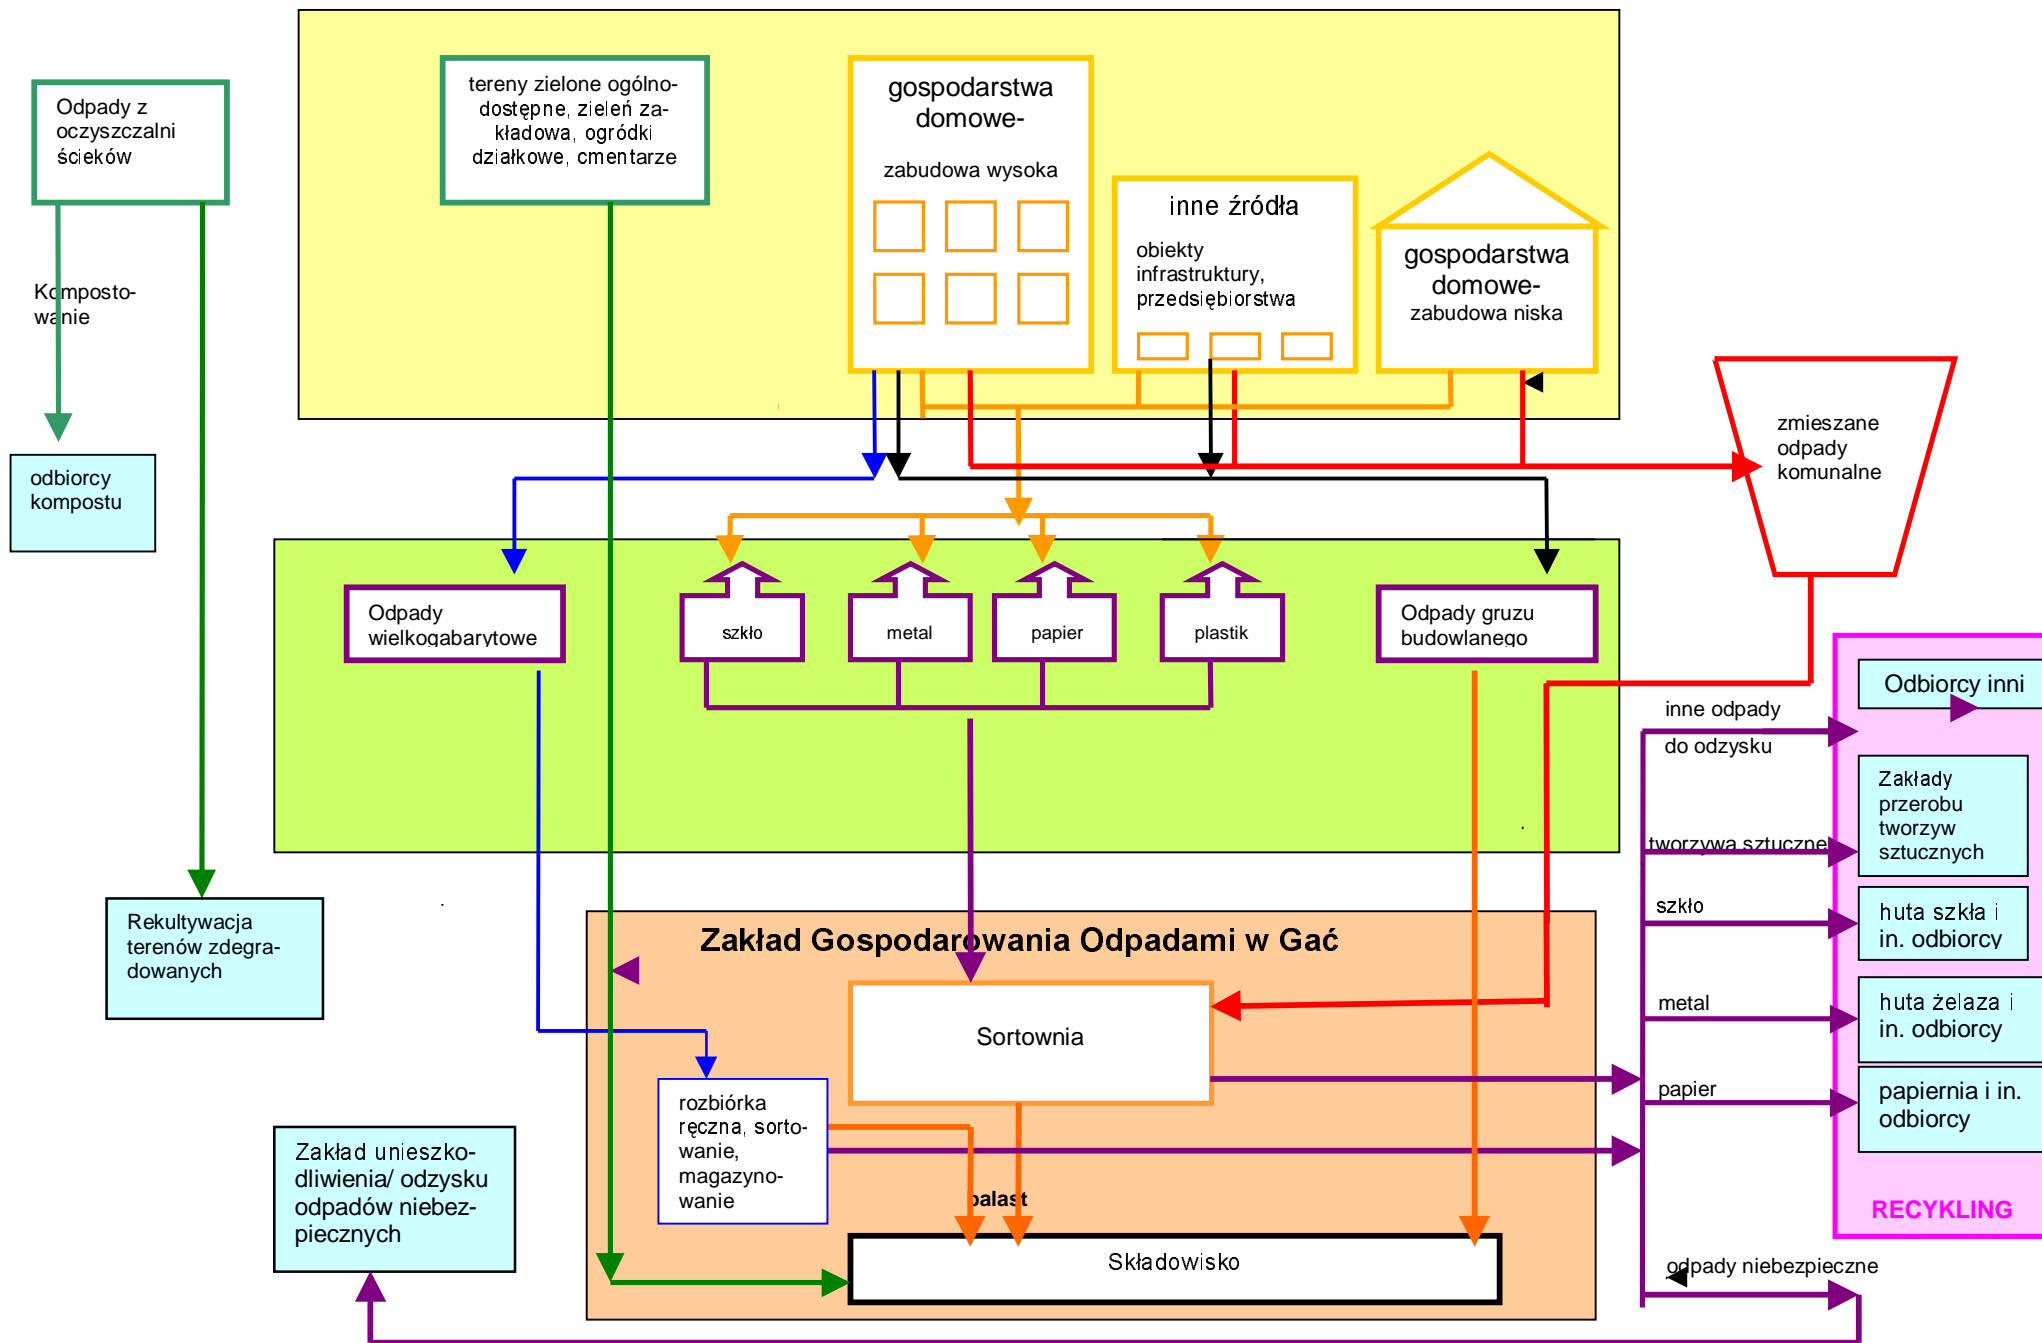 Odpady z
oczyszczalni
ścieków
tereny zielone ogólno-
dostępne, zieleń za-
kładowa, ogródki
działkowe, cmentarze
gospodarstwa
domowe-
zabudowa wysoka
inne źródła
obiekty
infrastruktury,
przedsiębiorstwa
gospodarstwa
domowe-
zabudowa niska
Komposto-
wanie
zmieszane
odpady
komunalne
odbiorcy
kompostu
Odpady
wielkogabarytowe
szkło
metal
papier
plastik
Odpady gruzu
budowlanego
Odbiorcy inni
inne odpady
do odzysku
Zakłady
przerobu
tworzyw
sztucznych
tworzywa sztuczne
szkło
huta szkła i
in. odbiorcy
Rekultywacja
terenów zdegra-
dowanych
Zakład Gospodarowania Odpadami w Gać
Sortownia
metal
huta żelaza i
in. odbiorcy
papier
papiernia i in.
odbiorcy
rozbiórka
ręczna, sorto-
wanie,
magazyno-
wanie
balast
Zakład unieszko-
dliwienia/ odzysku
odpadów niebez-
piecznych
RECYKLING
Składowisko
odpady niebezpieczne